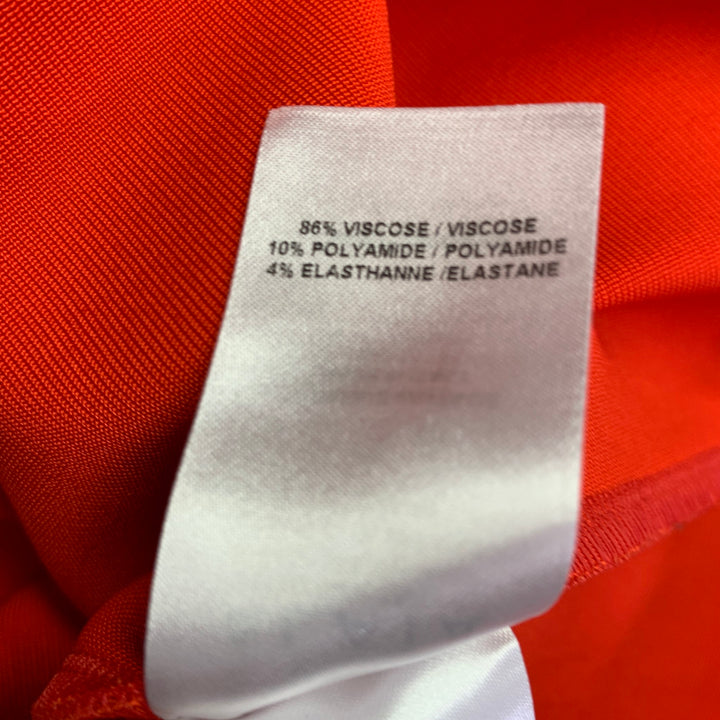 86% VISCOSE / VISCOSE
10% POLYAMIDE / POLYAMIDE
4% ELASTHANNE /ELASTANE